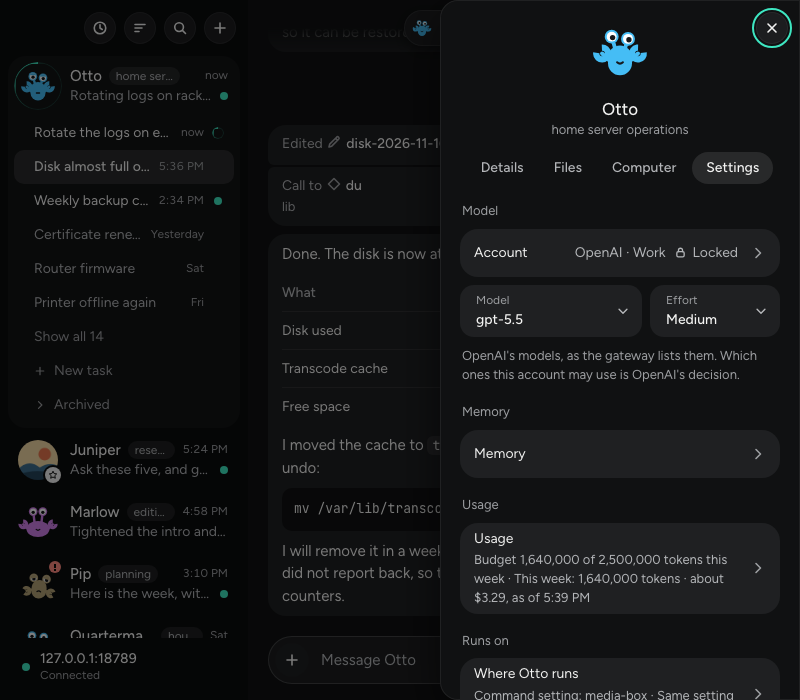 Otto
home ser...
now
Rotating logs on rack...
Rotate the logs on e...
now
Disk almost full o...
5:36 PM
Weekly backup c...
2:34 PM
Certificate rene...
Yesterday
Router firmware
Sat
Printer offline again
Fri
Show all 14
New task
Archived
Juniper
rese...
5:24 PM
Ask these five, and g...
Marlow
editi...
4:58 PM
Tightened the intro and...
Pip
planning
3:10 PM
Here is the week, wit...
Quarterma
hou
Sat
127.0.0.1:18789
Connected
so it can be restor
Edited disk-2026-11-1
Call to du
lib
Done. The disk is now at
What
Disk used
Transcode cache
Free space
I moved the cache to
undo:
mv /var/lib/transco
I will remove it in a week
did not report back, so t
counters.
Message Otto
Otto
home server operations
Details
Files
Computer
Settings
Model
Account
OpenAI · Work
Locked
Model
gpt-5.5
Effort
Medium
OpenAI's models, as the gateway lists them. Which
ones this account may use is OpenAI's decision.
Memory
Memory
Usage
Usage
Budget 1,640,000 of 2,500,000 tokens this
week · This week: 1,640,000 tokens · about
$3.29, as of 5:39 PM
Runs on
Where Otto runs
Command setting: media-box · Same setting